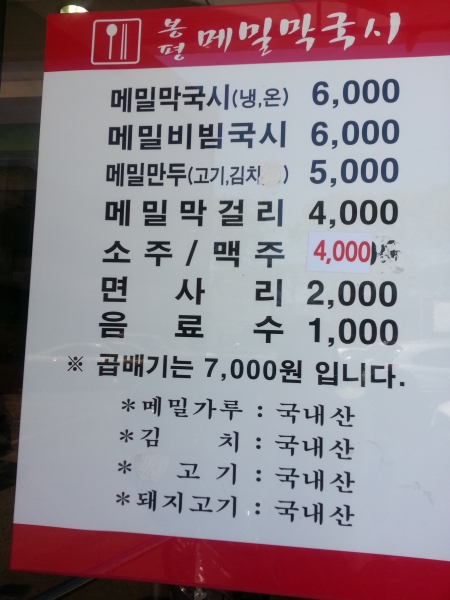 봉평 메밀막국시
메밀막국시(냉,온) 6,000
메밀비빔국시 6,000
메밀만두(고기,김치 ) 5,000
메밀막걸리 4,000
소주/맥주 4,000
면사리 2,000
음료수 1,000
※ 곱배기는 7,000원 입니다.
*메밀가루 : 국내산
*김치 : 국내산
* 고기 : 국내산
*돼지고기 : 국내산